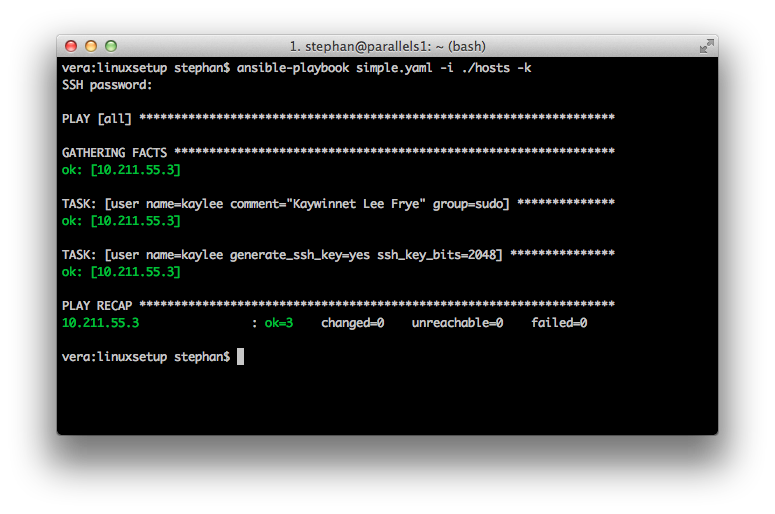 1. stephan@parallels1: ~ (bash)
vera:linuxsetup stephan$ ansible-playbook simple.yaml -i ./hosts -k
SSH password:
PLAY [all] ********************************************************************
GATHERING FACTS ***************************************************************
ok: [10.211.55.3]
TASK: [user name=kaylee comment="Kaywinnet Lee Frye" group=sudo] **************
ok: [10.211.55.3]
TASK: [user name=kaylee generate_ssh_key=yes ssh_key_bits=2048] ***************
ok: [10.211.55.3]
PLAY RECAP ********************************************************************
10.211.55.3                : ok=3    changed=0    unreachable=0    failed=0
vera:linuxsetup stephan$